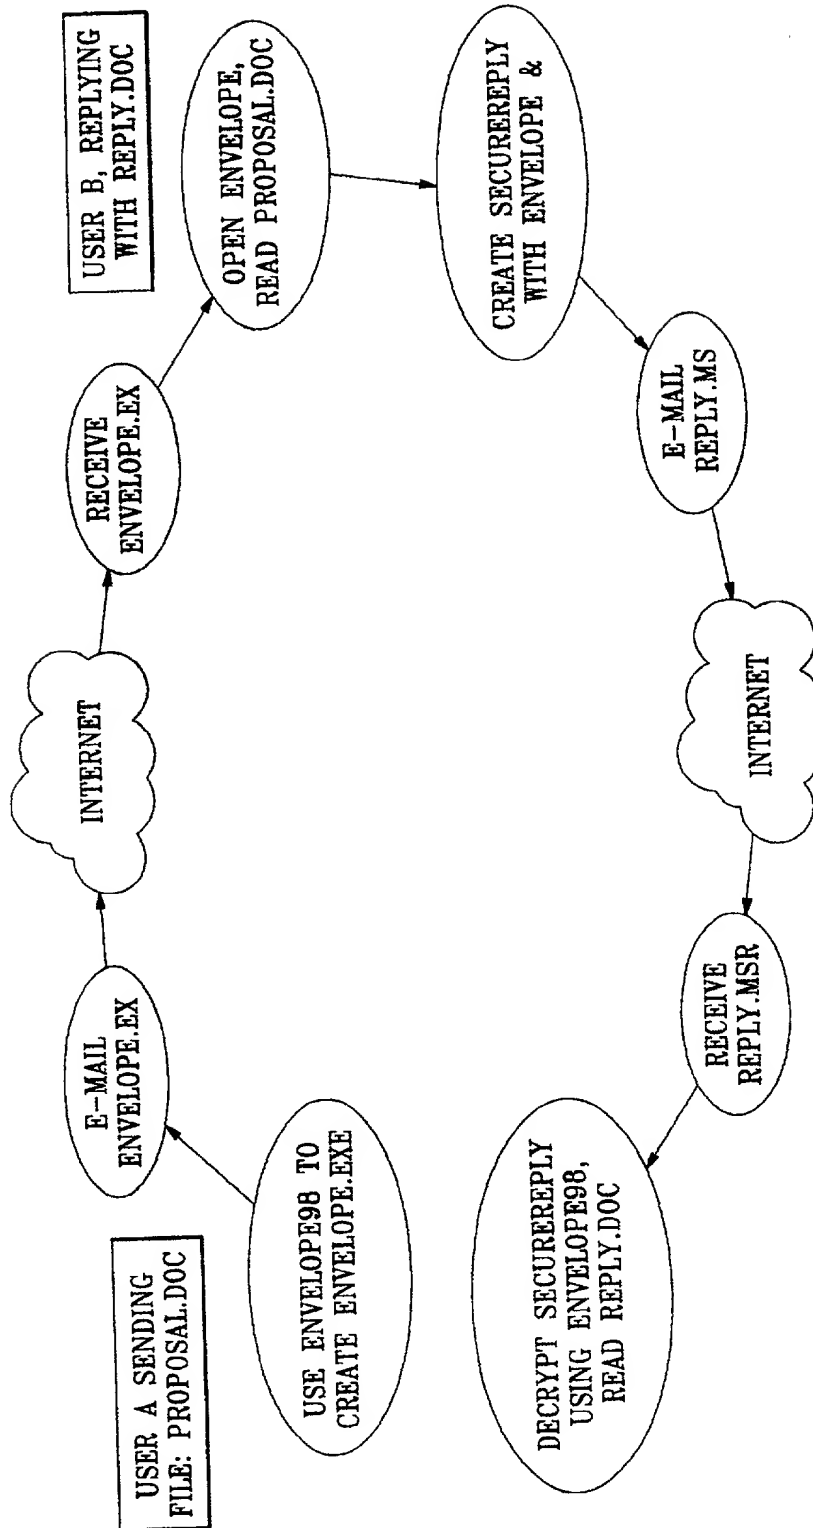 USER A SENDING
FILE: PROPOSAL.DOC
USE ENVELOPE98 TO
CREATE ENVELOPE.EXE
E-MAIL
ENVELOPE.EX
INTERNET
RECEIVE
ENVELOPE.EX
USER B, REPLYING
WITH REPLY.DOC
OPEN ENVELOPE,
READ PROPOSAL.DOC
CREATE SECUREREPLY
WITH ENVELOPE &
E-MAIL
REPLY.MS
INTERNET
RECEIVE
REPLY.MSR
DECRYPT SECUREREPLY
USING ENVELOPE98,
READ REPLY.DOC